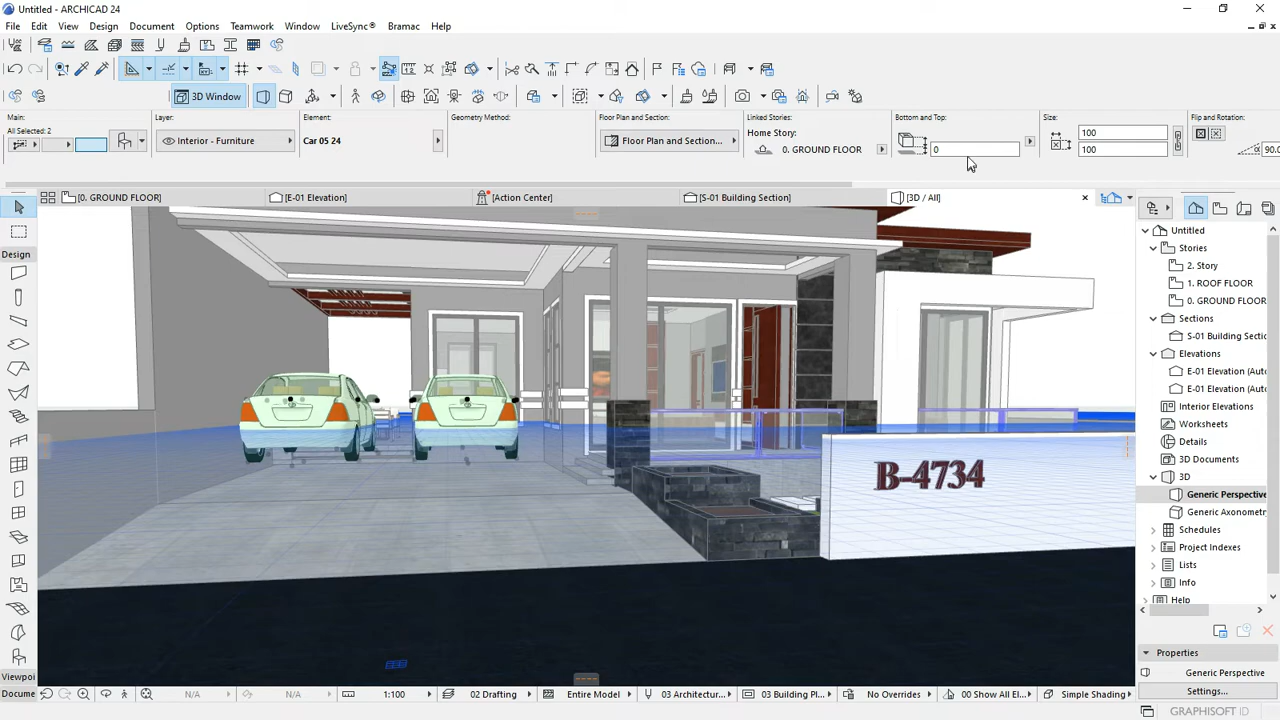 Untitled - ARCHICAD 24
File Edit View Design Document Options Teamwork Window LiveSync® Bramac Help
3D Window
Main:
All Selected: 2
Layer:
Interior - Furniture
Element:
Car 05 24
Geometry Method:
Floor Plan and Section:
Floor Plan and Section...
Linked Stories:
Home Story:
0. GROUND FLOOR
Bottom and Top:
0
Size:
100
100
Flip and Rotation:
90.0
[0. GROUND FLOOR]
[E-01 Elevation]
[Action Center]
[S-01 Building Section]
[3D / All]
Design
Viewpoi
Docume
B-4734
Untitled
Stories
2. Story
1. ROOF FLOOR
0. GROUND FLOOR
Sections
S-01 Building Sectic
Elevations
E-01 Elevation (Auto
E-01 Elevation (Auto
Interior Elevations
Worksheets
Details
3D Documents
3D
Generic Perspective
Generic Axonometr
Schedules
Project Indexes
Lists
Info
Help
Properties
Generic Perspective
Settings...
N/A N/A 1:100 02 Drafting Entire Model 03 Architectur... 03 Building Pl... No Overrides 00 Show All El... Simple Shading
GRAPHISOFT ID